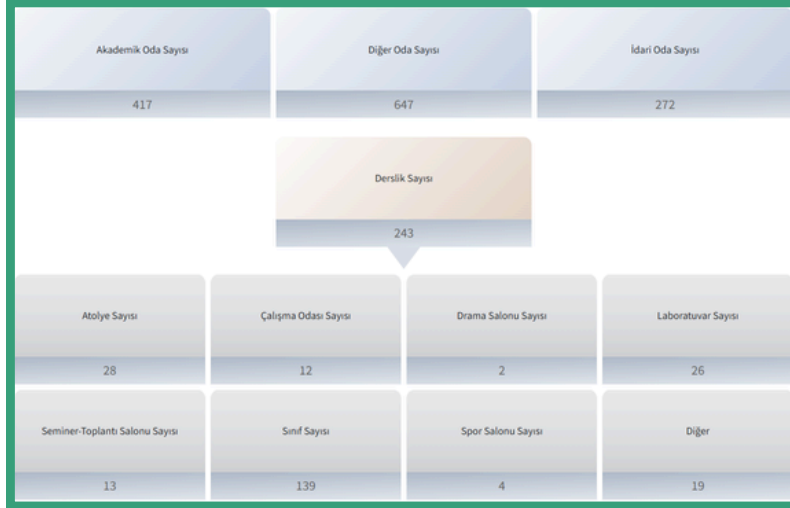 Akademik Oda Sayısı
Diğer Oda Sayısı
İdari Oda Sayısı
417
647
272
Derslik Sayısı
243
Atolye Sayısı
Çalışma Odası Sayısı
Drama Salonu Sayısı
Laboratuvar Sayısı
28
12
2
26
Seminer-Toplantı Salonu Sayısı
Sınıf Sayısı
Spor Salonu Sayısı
Diğer
13
139
4
19